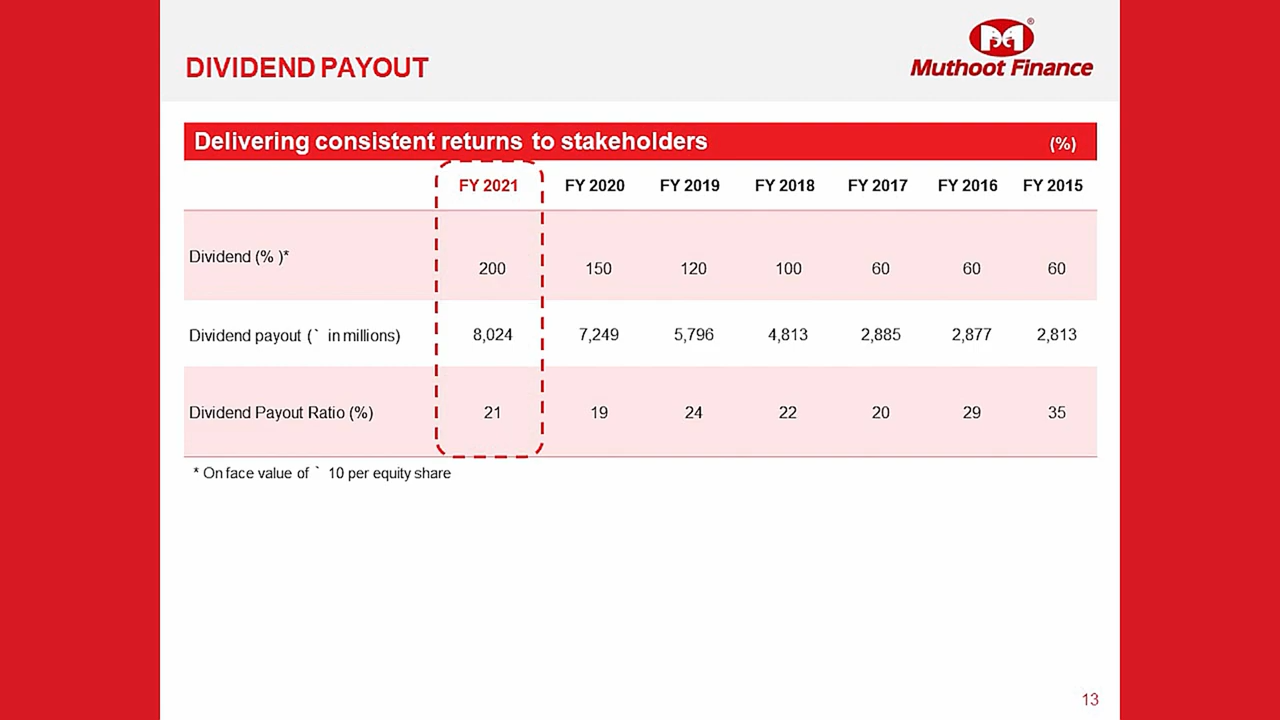 DIVIDEND PAYOUT
Muthoot Finance
Delivering consistent returns to stakeholders (%)
FY 2021 FY 2020 FY 2019 FY 2018 FY 2017 FY 2016 FY 2015
Dividend (% )* 200 150 120 100 60 60 60
Dividend payout (` in millions) 8,024 7,249 5,796 4,813 2,885 2,877 2,813
Dividend Payout Ratio (%) 21 19 24 22 20 29 35
* On face value of ` 10 per equity share
13